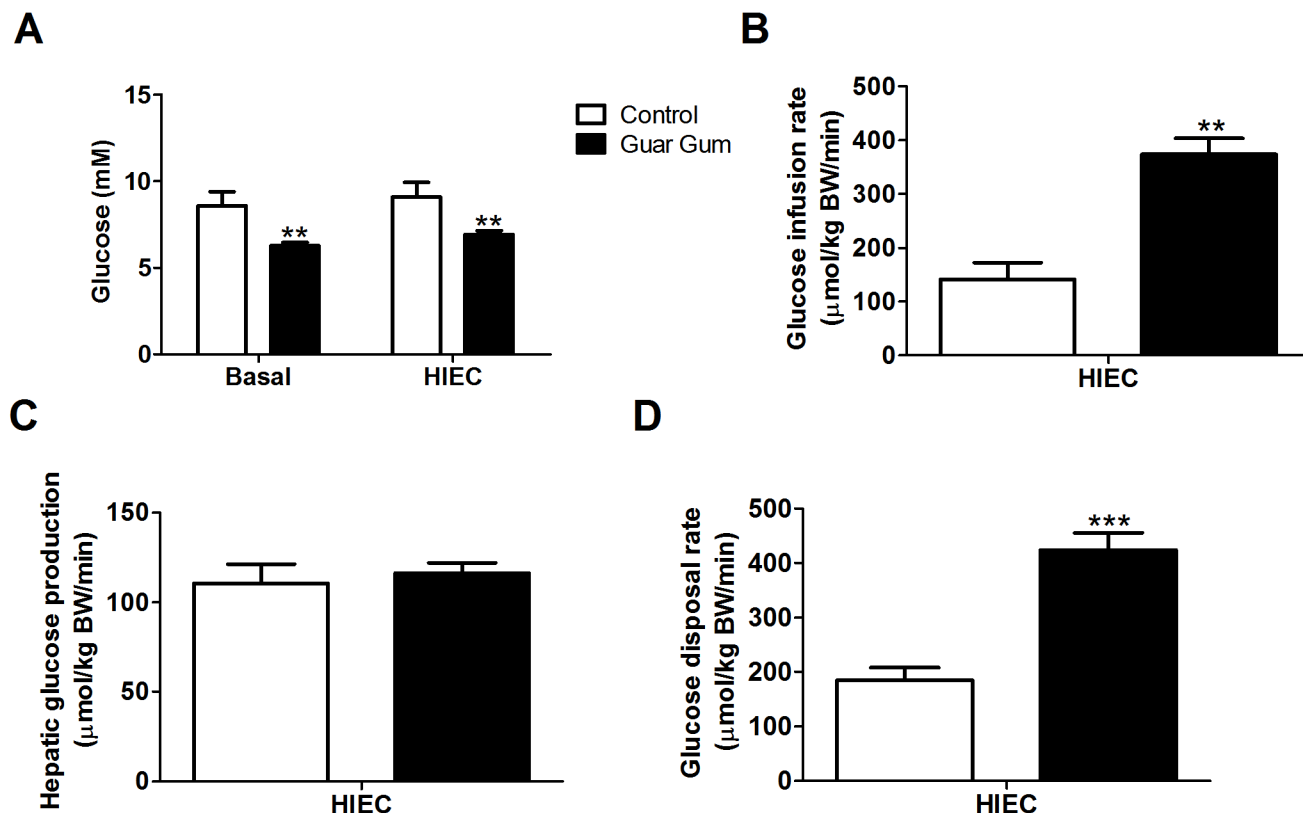 A
Glucose (mM)
15
10
5
0
**
**
Basal
HIEC
Control
Guar Gum
B
Glucose infusion rate
(μmol/kg BW/min)
500
400
300
200
100
0
**
HIEC
C
Hepatic glucose production
(μmol/kg BW/min)
150
100
50
0
HIEC
D
Glucose disposal rate
(μmol/kg BW/min)
500
400
300
200
100
0
***
HIEC